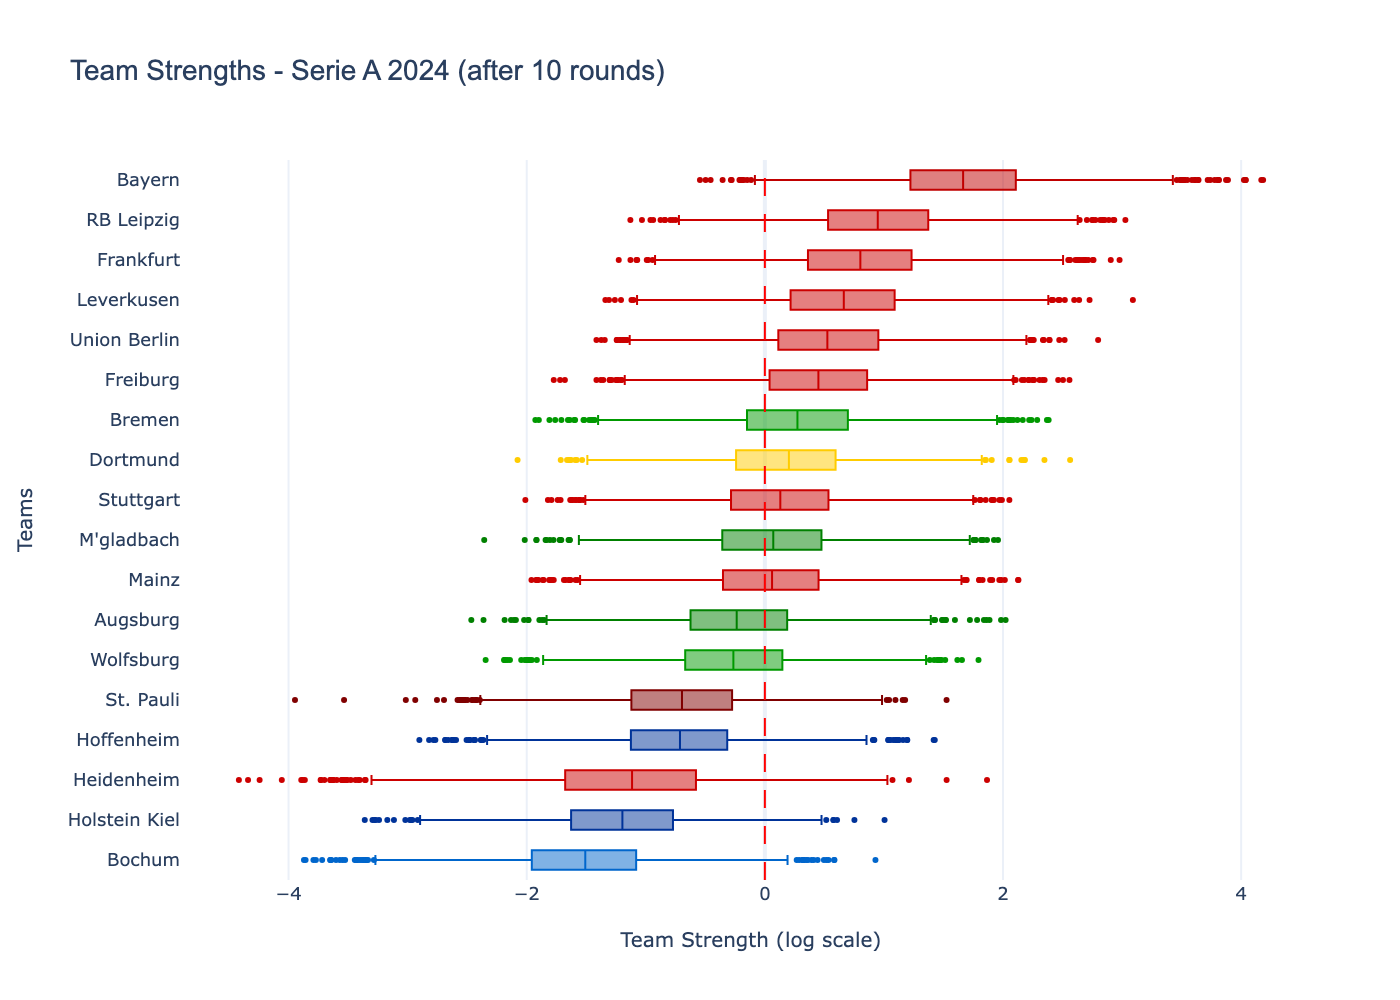 Team Strengths - Serie A 2024 (after 10 rounds)
Teams
Bayern
RB Leipzig
Frankfurt
Leverkusen
Union Berlin
Freiburg
Bremen
Dortmund
Stuttgart
M'gladbach
Mainz
Augsburg
Wolfsburg
St. Pauli
Hoffenheim
Heidenheim
Holstein Kiel
Bochum
−4 −2 0 2 4
Team Strength (log scale)